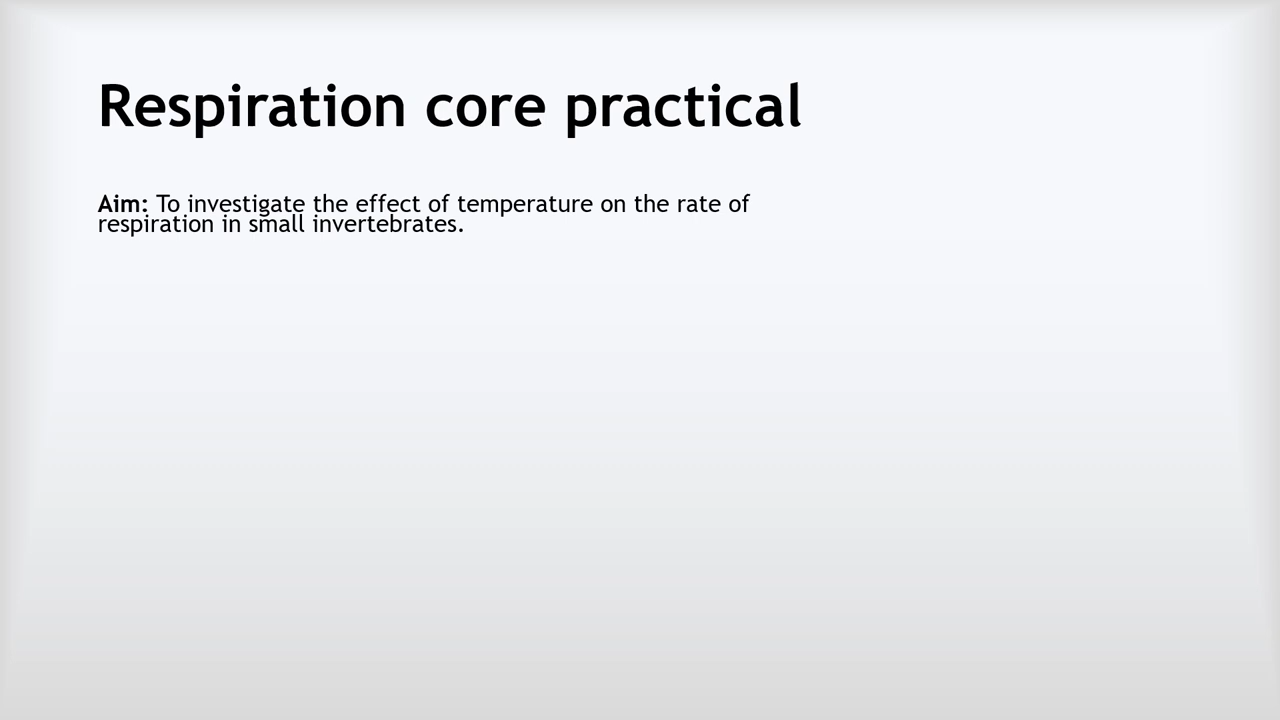 Respiration core practical
Aim: To investigate the effect of temperature on the rate of
respiration in small invertebrates.